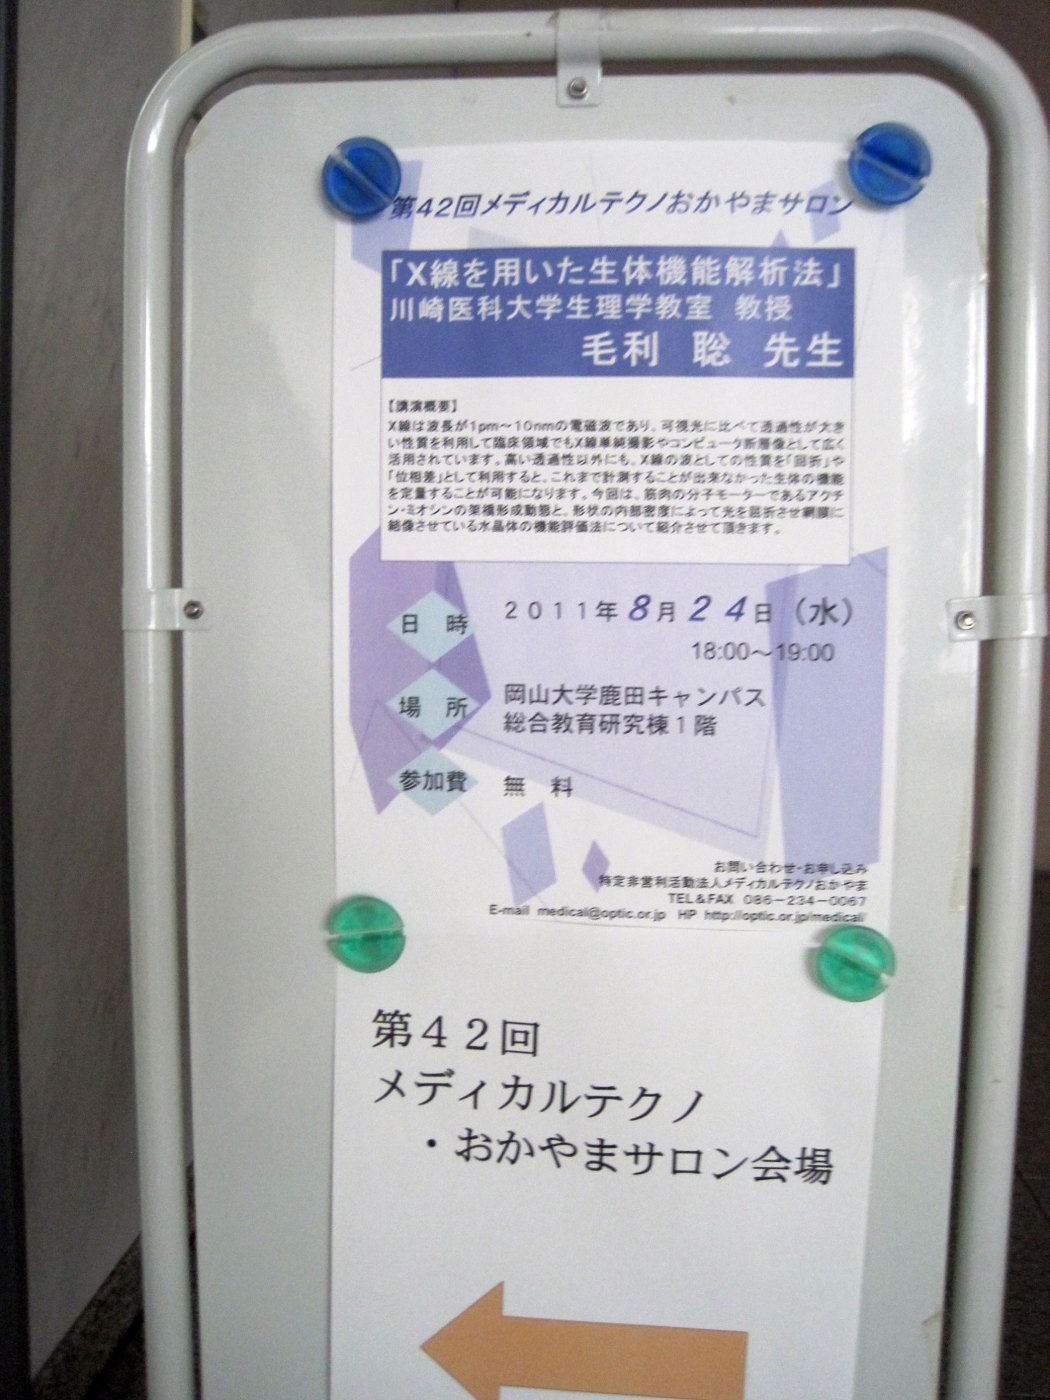 第42回メディカルテクノおかやまサロン
「X線を用いた生体機能解析法」
川崎医科大学生理学教室 教授
毛利 聡 先生
【講演概要】
X線は波長が1pm～10nmの電磁波であり、可視光に比べて透過性が大き
い性質を利用して臨床領域でもX線単純撮影やコンピュータ断層像として広く
活用されています。高い透過性以外にも、X線の波としての性質を「回折」や
「位相差」として利用すると、これまで計測することが出来なかった生体の機能
を定量することが可能になります。今回は、筋肉の分子モーターであるアクチ
ン・ミオシンの架橋形成動態と、形状の内部密度によって光を屈折させ網膜に
結像させている水晶体の機能評価法について紹介させて頂きます。
日 時 2011年8月24日（水）
18:00～19:00
場 所 岡山大学鹿田キャンパス
総合教育研究棟1階
参加費 無 料
お問い合わせ・お申し込み
特定非営利活動法人メディカルテクノおかやま
TEL&FAX 086-234-0067
E-mail medical@optic.or.jp HP http://optic.or.jp/medical/
第42回
メディカルテクノ
・おかやまサロン会場